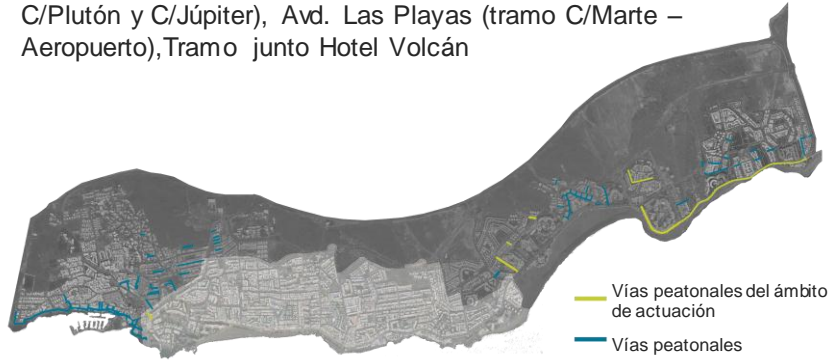 C/Plutón y C/Júpiter), Avd. Las Playas (tramo C/Marte –
Aeropuerto),Tramo junto Hotel Volcán
Vías peatonales del ámbito
de actuación
Vías peatonales